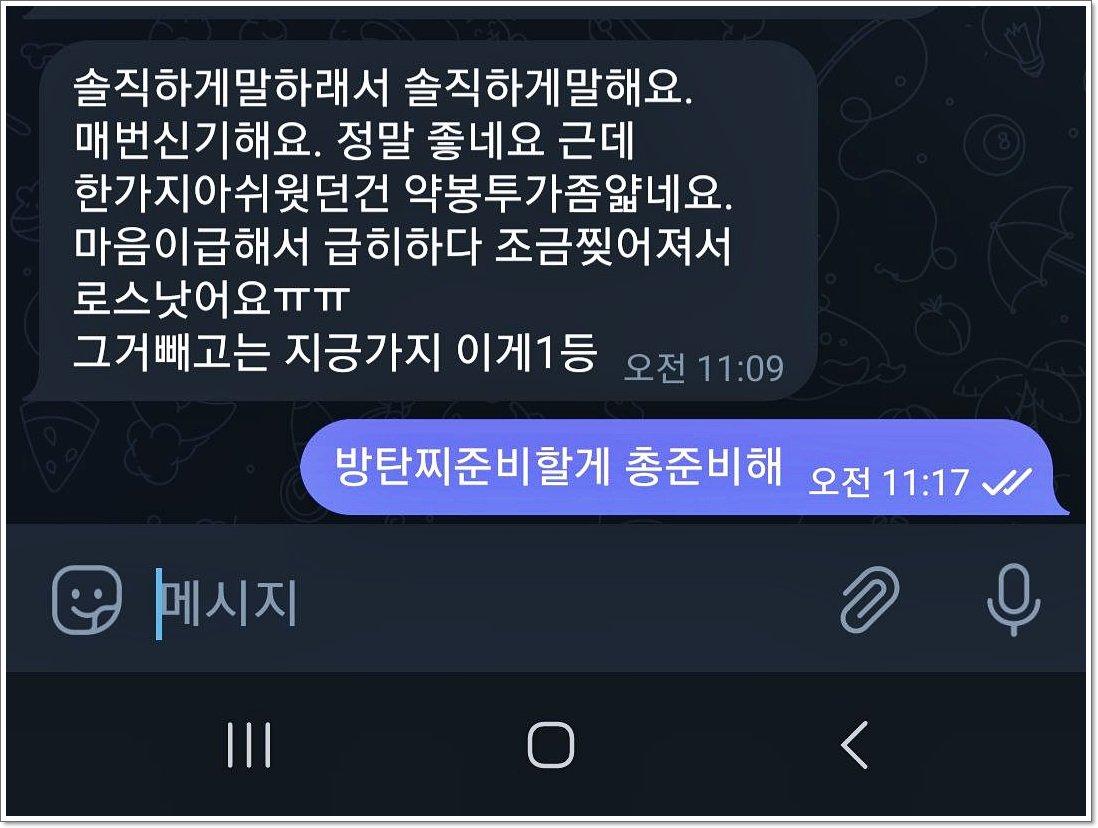 솔직하게말하래서 솔직하게말해요.
매번신기해요. 정말 좋네요 근데
한가지아쉬웟던건 약봉투가좀얇네요.
마음이급해서 급히하다 조금찢어져서
로스낫어요ㅠㅠ
그거빼고는 지긍가지 이게1등 오전 11:09
방탄찌준비할게 총준비해 오전 11:17
메시지